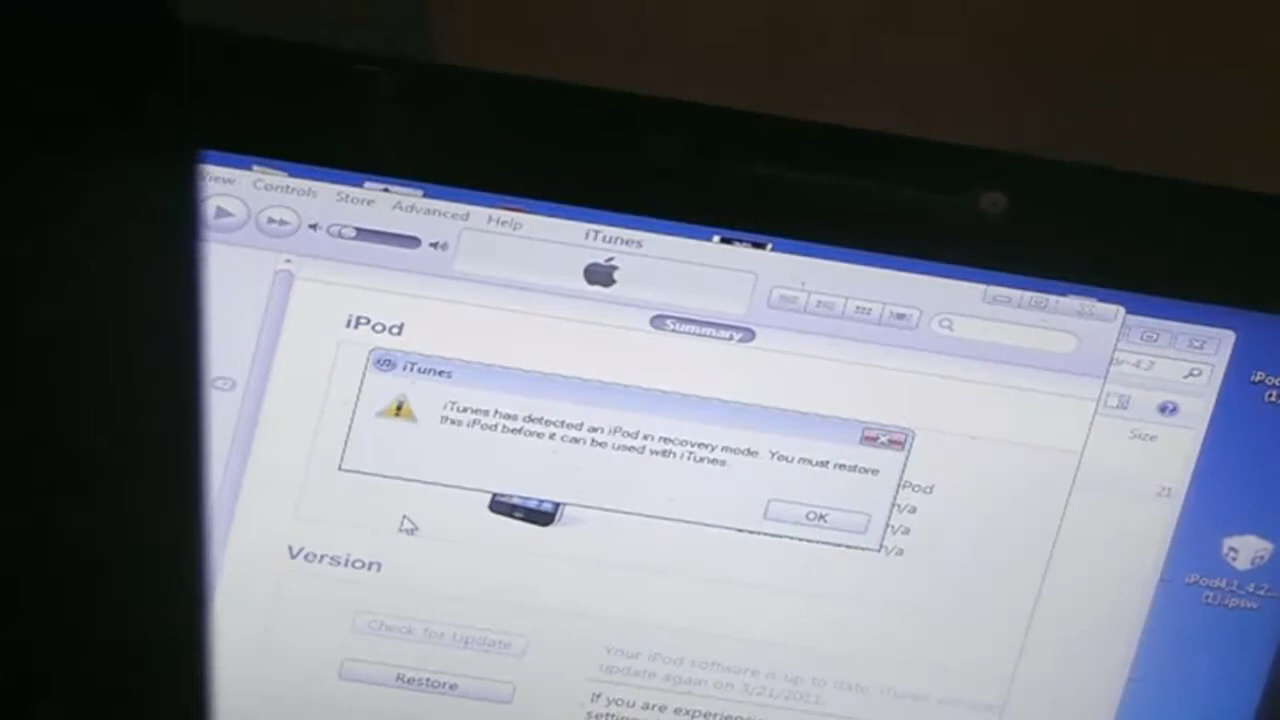 View Controls Store Advanced Help
iTunes
Summary
iPod
iTunes
iTunes has detected an iPod in recovery mode. You must restore
this iPod before it can be used with iTunes.
OK
iPod
n/a
n/a
n/a
Version
Check for Update
Restore
Your iPod software is up to date. iTunes will
update again on 3/21/2011.
If you are
Size
21
iPod4,1_4.2
(1).ipsw